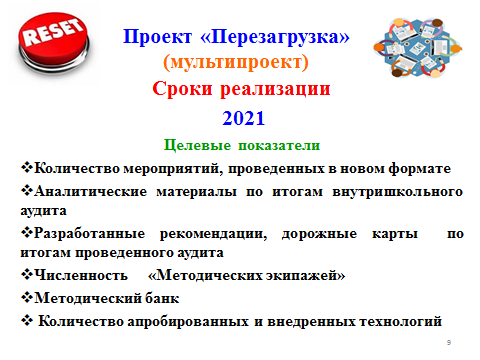 RESET
Проект «Перезагрузка»
(мультипроект)
Сроки реализации
2021
Целевые показатели
❖Количество мероприятий, проведенных в новом формате
❖Аналитические материалы по итогам внутришкольного
аудита
❖Разработанные рекомендации, дорожные карты по
итогам проведенного аудита
❖Численность «Методических экипажей»
❖Методический банк
❖ Количество апробированных и внедренных технологий
9